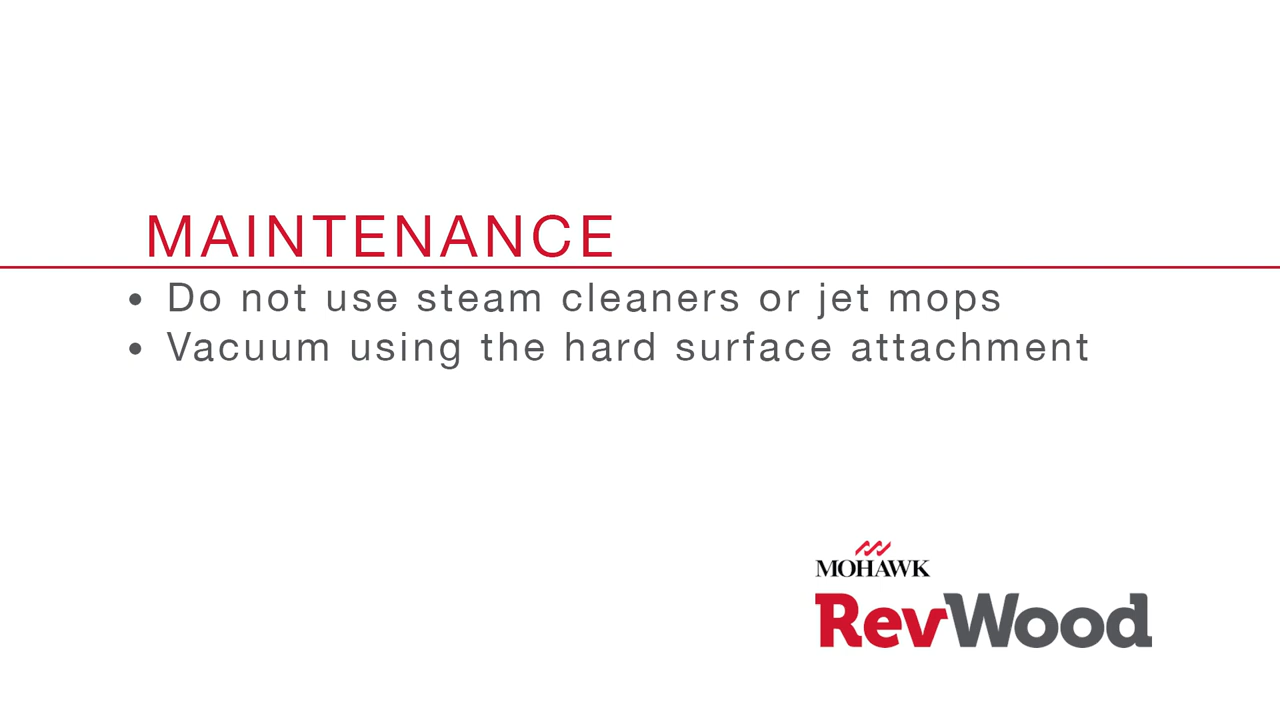 MAINTENANCE
• Do not use steam cleaners or jet mops
• Vacuum using the hard surface attachment
MOHAWK
RevWood